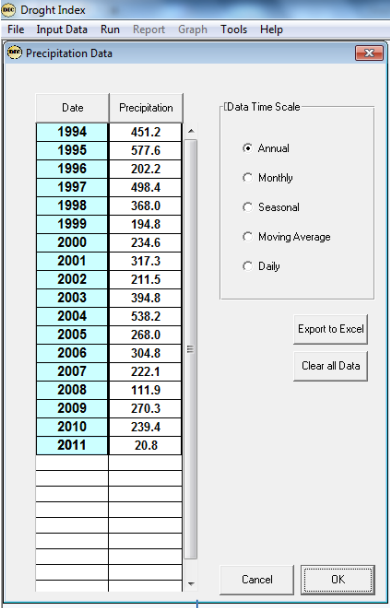 DEC Droght Index
File Input Data Run Report Graph Tools Help
Precipitation Data
Date Precipitation
1994 451.2
1995 577.6
1996 202.2
1997 498.4
1998 368.0
1999 194.8
2000 234.6
2001 317.3
2002 211.5
2003 394.8
2004 538.2
2005 268.0
2006 304.8
2007 222.1
2008 111.9
2009 270.3
2010 239.4
2011 20.8
Data Time Scale
Annual
Monthly
Seasonal
Moving Average
Daily
Export to Excel
Clear all Data
Cancel OK